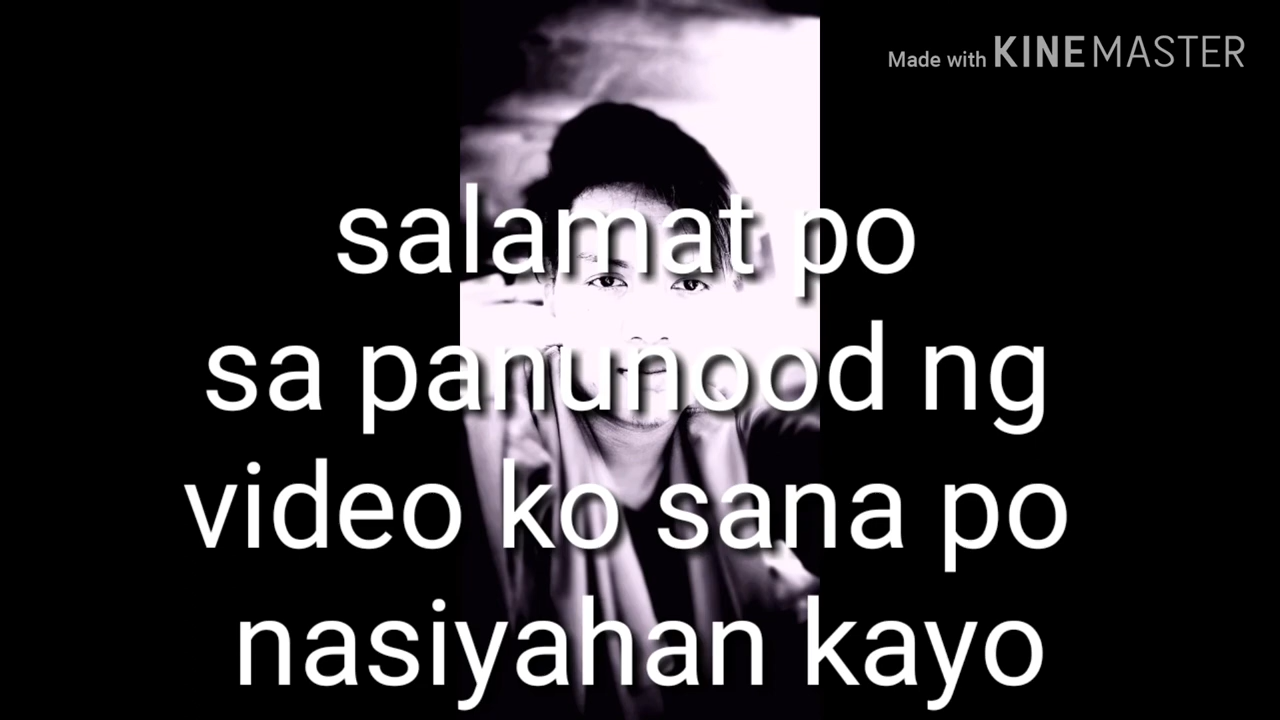 Made with KINEMASTER
salamat po
sa panunood ng
video ko sana po
nasiyahan kayo